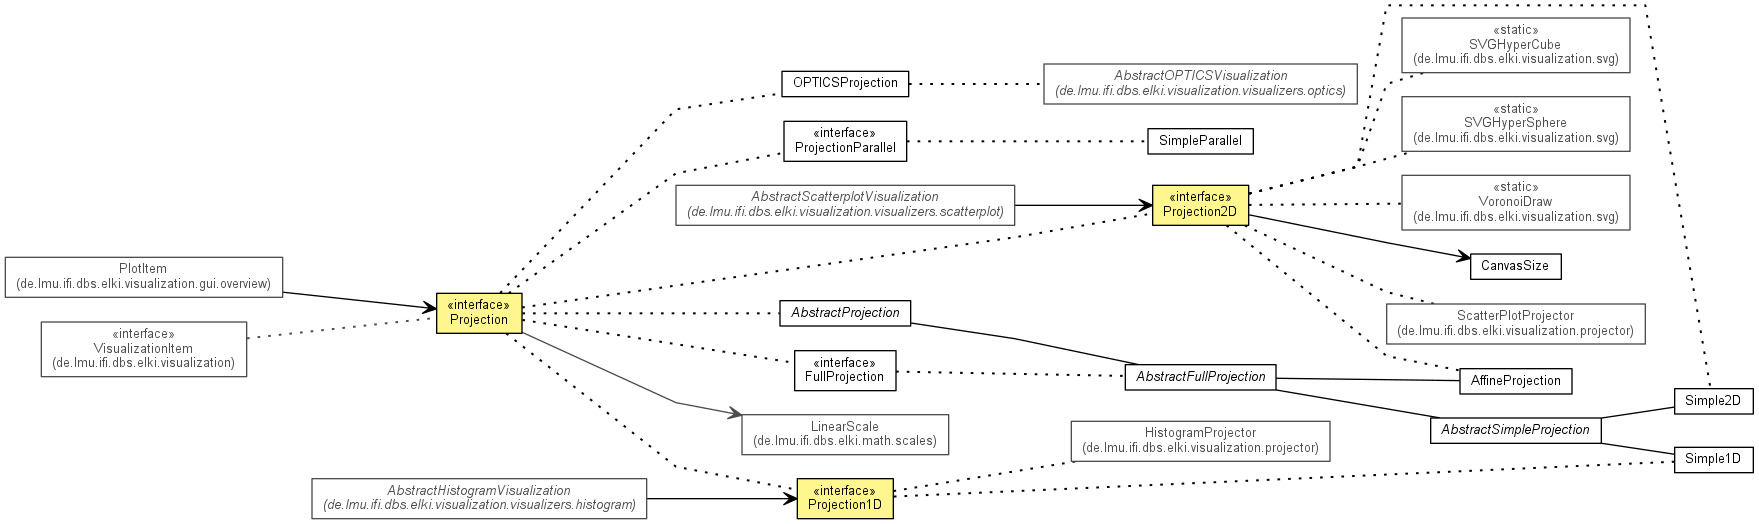 «static»
SVGHyperCube
(de.lmu.ifi.dbs.elki.visualization.svg)
OPTICSProjection
AbstractOPTICSVisualization
(de.lmu.ifi.dbs.elki.visualization.visualizers.optics)
«static»
SVGHyperSphere
(de.lmu.ifi.dbs.elki.visualization.svg)
«interface»
ProjectionParallel
SimpleParallel
AbstractScatterplotVisualization
(de.lmu.ifi.dbs.elki.visualization.visualizers.scatterplot)
«interface»
Projection2D
«static»
VoronoiDraw
(de.lmu.ifi.dbs.elki.visualization.svg)
PlotItem
(de.lmu.ifi.dbs.elki.visualization.gui.overview)
CanvasSize
«interface»
Projection
AbstractProjection
ScatterPlotProjector
(de.lmu.ifi.dbs.elki.visualization.projector)
«interface»
VisualizationItem
(de.lmu.ifi.dbs.elki.visualization)
«interface»
FullProjection
AbstractFullProjection
AffineProjection
Simple2D
LinearScale
(de.lmu.ifi.dbs.elki.math.scales)
HistogramProjector
(de.lmu.ifi.dbs.elki.visualization.projector)
AbstractSimpleProjection
Simple1D
AbstractHistogramVisualization
(de.lmu.ifi.dbs.elki.visualization.visualizers.histogram)
«interface»
Projection1D